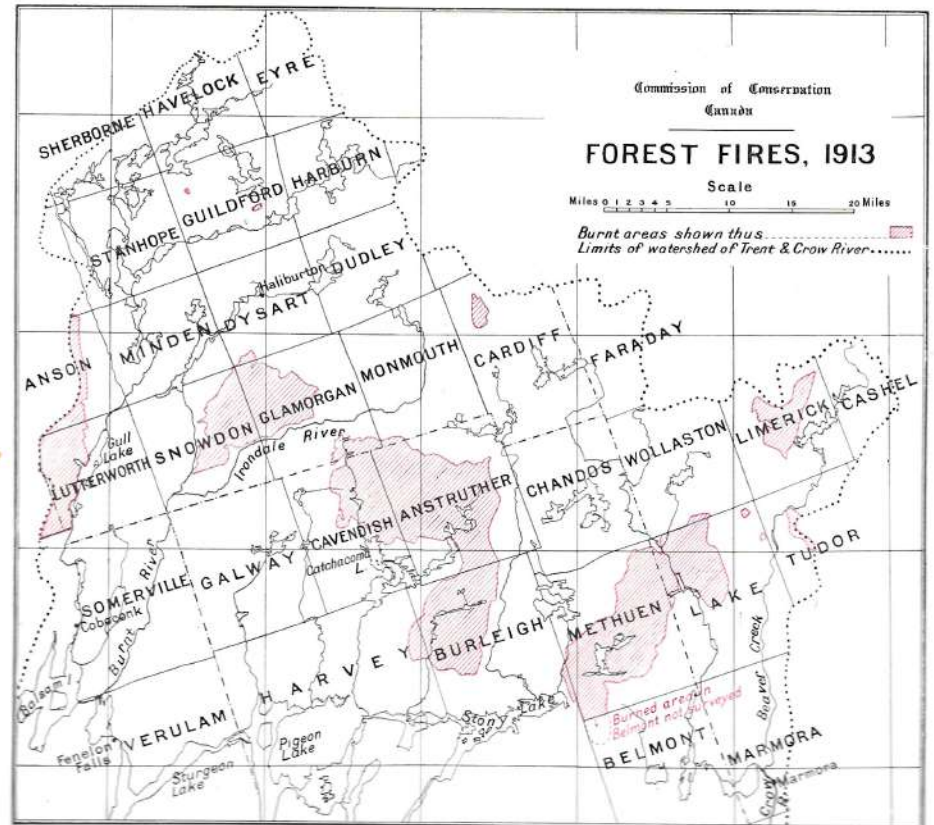 Commission of Conservation
Canada
FOREST FIRES, 1913
Scale
Miles 0 1 2 3 4 5 10 15 20 Miles
Burnt areas shown thus
Limits of watershed of Trent & Crow River
SHERBORNE HAVELOCK EYRE
STANHOPE GUILDFORD HARBURN
Haliburton
ANSON MINDEN DYSART DUDLEY
Gull
Lake
LUTTERWORTH SNOWDON GLAMORGAN MONMOUTH CARDIFF FARADAY
Irondale River
SOMERVILLE GALWAY CAVENDISH ANSTRUTHER CHANDOS WOLLASTON LIMERICK CASHEL
Catchacoma
L.
Coboconk
Burnt River
Balsam L
VERULAM HARVEY BURLEIGH METHUEN LAKE TUDOR
Fenelon
Falls
Sturgeon
Lake
Pigeon
Lake
Stony Lake
Burned area in
Belmont not surveyed
BELMONT MARMORA
Beaver Creek
Marmora
Crow R.